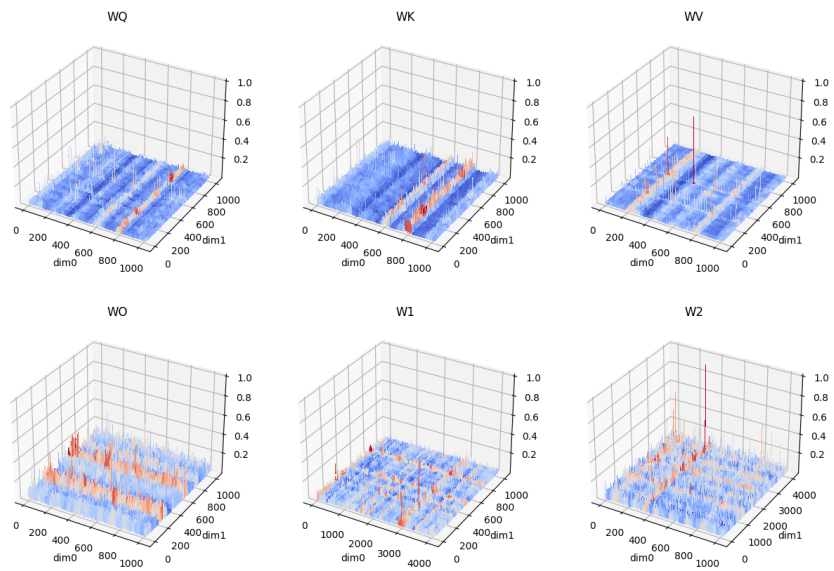 WQ WK WV
1.0 1.0 1.0
0.8 0.8 0.8
0.6 0.6 0.6
0.4 0.4 0.4
0.2 0.2 0.2
0 200 400 600 800 1000 dim0 0 200 400 600 800 1000 dim1
0 200 400 600 800 1000 dim0 0 200 400 600 800 1000 dim1
0 200 400 600 800 1000 dim0 0 200 400 600 800 1000 dim1
WO W1 W2
1.0 1.0 1.0
0.8 0.8 0.8
0.6 0.6 0.6
0.4 0.4 0.4
0.2 0.2 0.2
0 200 400 600 800 1000 dim0 0 200 400 600 800 1000 dim1
0 1000 2000 3000 4000 dim0 0 200 400 600 800 1000 dim1
0 200 400 600 800 1000 dim0 0 1000 2000 3000 4000 dim1